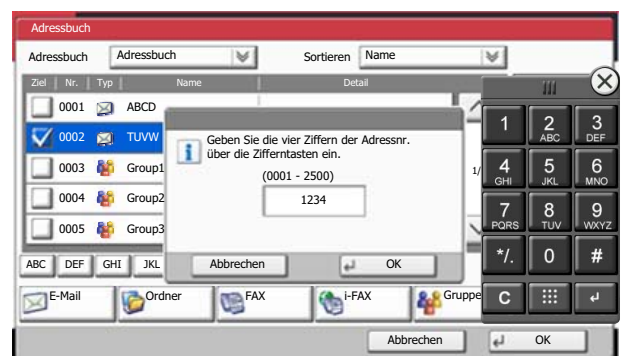 Adressbuch
Adressbuch Adressbuch Sortieren Name
Ziel Nr. Typ Name Detail
0001 ABCD
0002 TUVW
0003 Group1
0004 Group2
0005 Group3
Geben Sie die vier Ziffern der Adressnr.
über die Zifferntasten ein.
(0001 - 2500)
1234
Abbrechen OK
1/
ABC DEF GHI JKL
E-Mail Ordner FAX i-FAX Gruppe
Abbrechen OK
1 2 ABC 3 DEF
4 GHI 5 JKL 6 MNO
7 PQRS 8 TUV 9 WXYZ
*/. 0 #
C